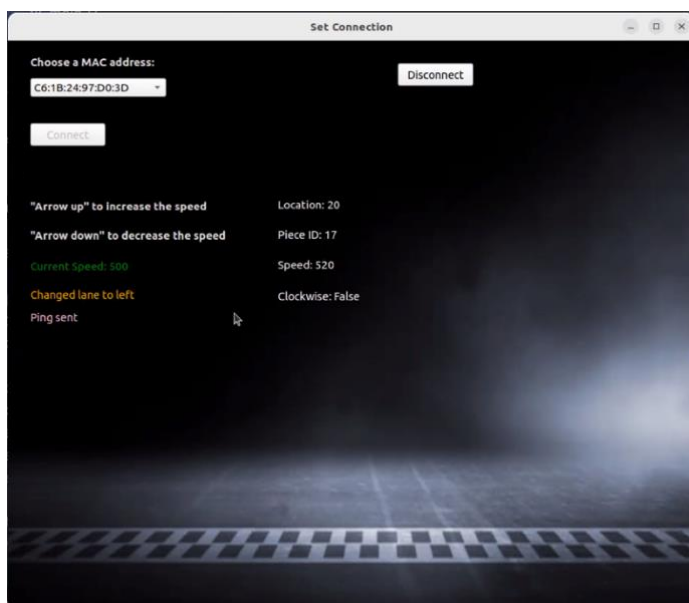 Set Connection
Choose a MAC address:
Disconnect
C6:1B:24:97:D0:3D
Connect
"Arrow up" to increase the speed
Location: 20
"Arrow down" to decrease the speed
Piece ID: 17
Current Speed: 500
Speed: 520
Changed lane to left
Clockwise: False
Ping sent